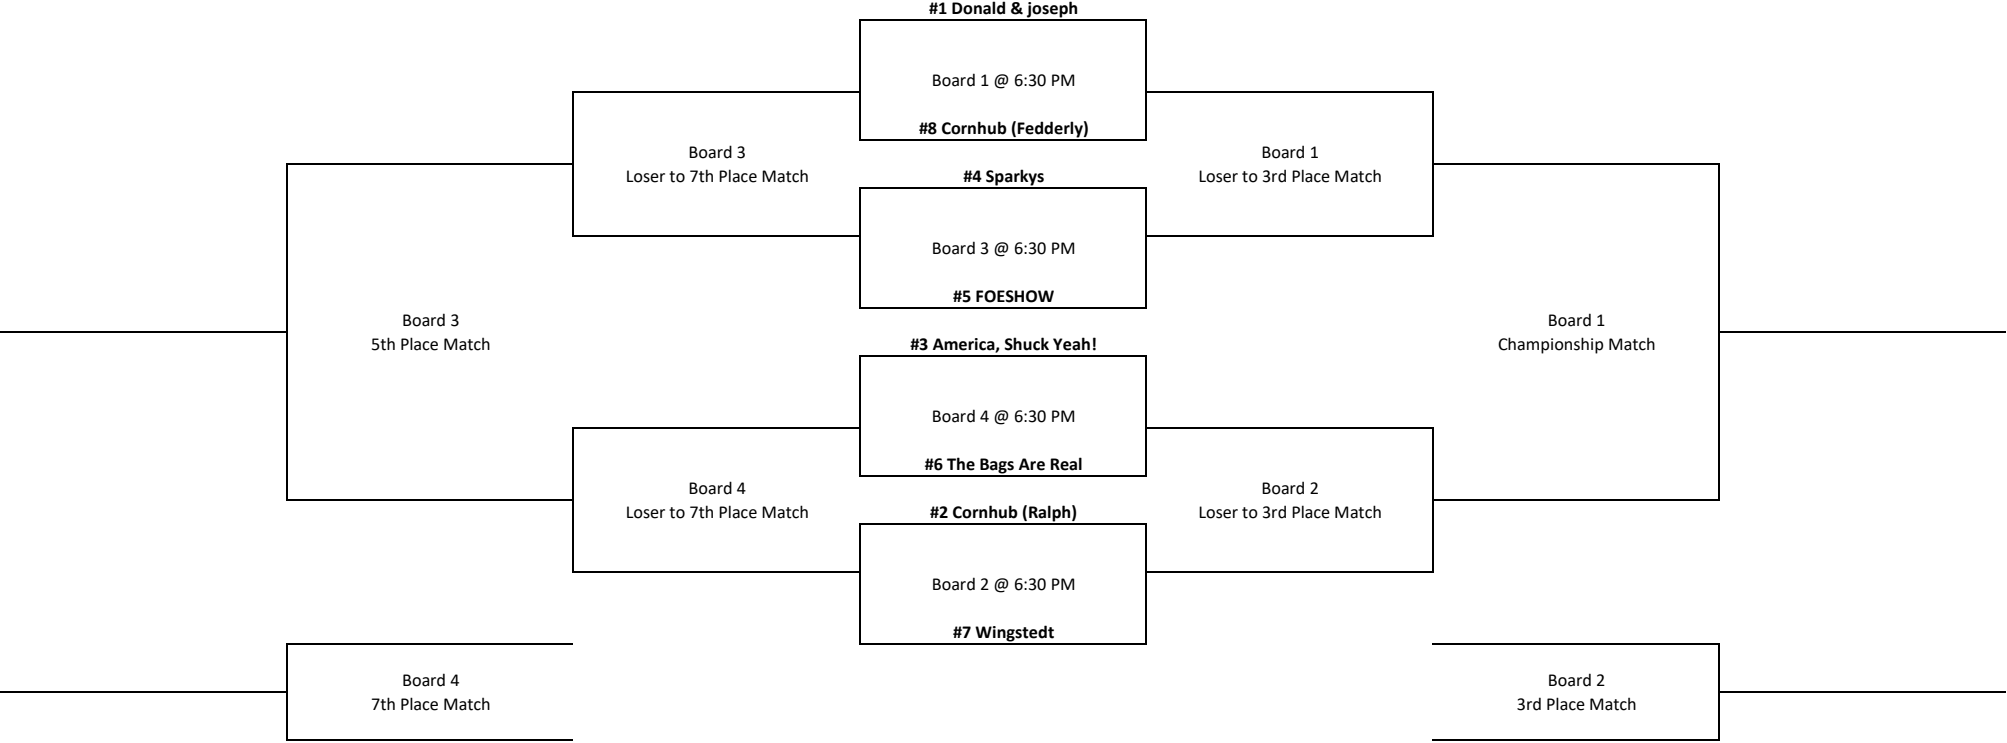 #1 Donald & joseph
Board 1 @ 6:30 PM
#8 Cornhub (Fedderly)
Board 3
Loser to 7th Place Match
Board 1
Loser to 3rd Place Match
#4 Sparkys
Board 3 @ 6:30 PM
#5 FOESHOW
Board 3
5th Place Match
Board 1
Championship Match
#3 America, Shuck Yeah!
Board 4 @ 6:30 PM
#6 The Bags Are Real
Board 4
Loser to 7th Place Match
Board 2
Loser to 3rd Place Match
#2 Cornhub (Ralph)
Board 2 @ 6:30 PM
#7 Wingstedt
Board 4
7th Place Match
Board 2
3rd Place Match